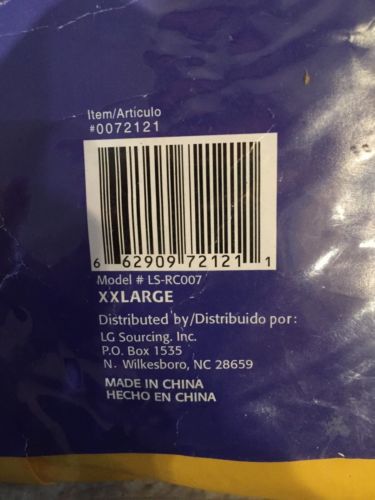 Item/Artículo
#0072121
6 62909 72121 1
Model # LS-RC007
XXLARGE
Distributed by/Distribuido por:
LG Sourcing, Inc.
P.O. Box 1535
N. Wilkesboro, NC 28659
MADE IN CHINA
HECHO EN CHINA